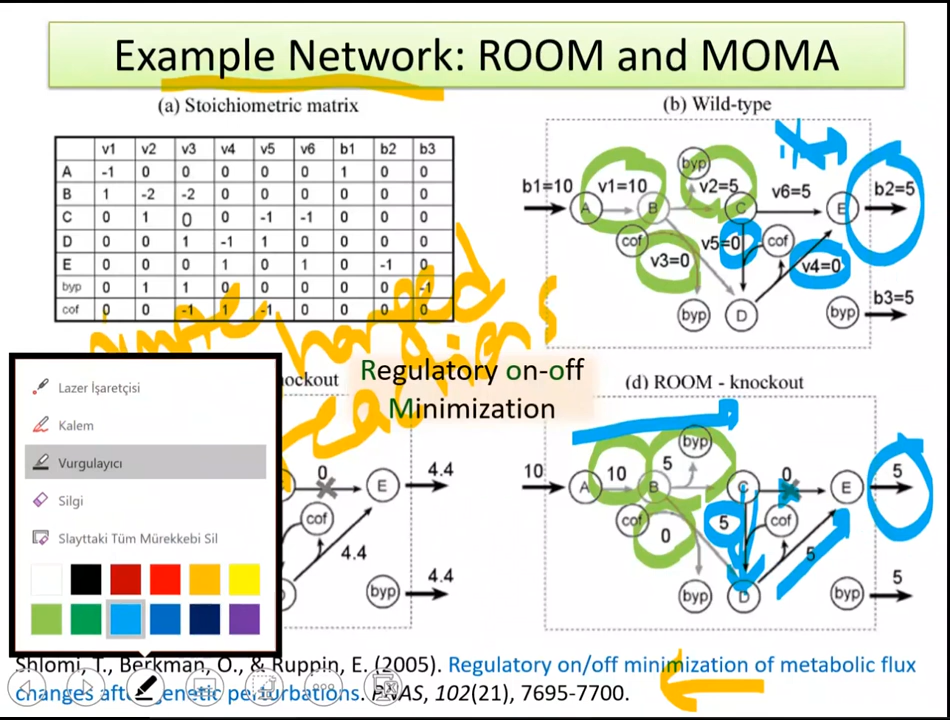 Example Network: ROOM and MOMA
(a) Stoichiometric matrix
v1 v2 v3 v4 v5 v6 b1 b2 b3
A -1 0 0 0 0 0 1 0 0
B 1 -2 -2 0 0 0 0 0 0
C 0 1 0 0 -1 -1 0 0 0
D 0 0 1 -1 1 0 0 0 0
E 0 0 0 1 0 1 0 -1 0
byp 0 1 1 0 0 0 0 0 -1
cof 0 0 -1 1 -1 0 0 0 0
(b) Wild-type
byp
b1=10 v1=10 v2=5 v6=5 b2=5
A B C E
cof v5=0 cof
v3=0 v4=0
b3=5
byp D byp
reactions
Regulatory on-off
Minimization
ockout
0 4.4
E
cof
4.4
4.4
byp
(d) ROOM - knockout
byp
10 10 5 0 5
A B C E
cof 5 cof
0 5
5
byp D byp
Lazer İşaretçisi
Kalem
Vurgulayıcı
Silgi
Slayttaki Tüm Mürekkebi Sil
Shlomi, T., Berkman, O., & Ruppin, E. (2005). Regulatory on/off minimization of metabolic flux
changes after genetic perturbations. PNAS, 102(21), 7695-7700.